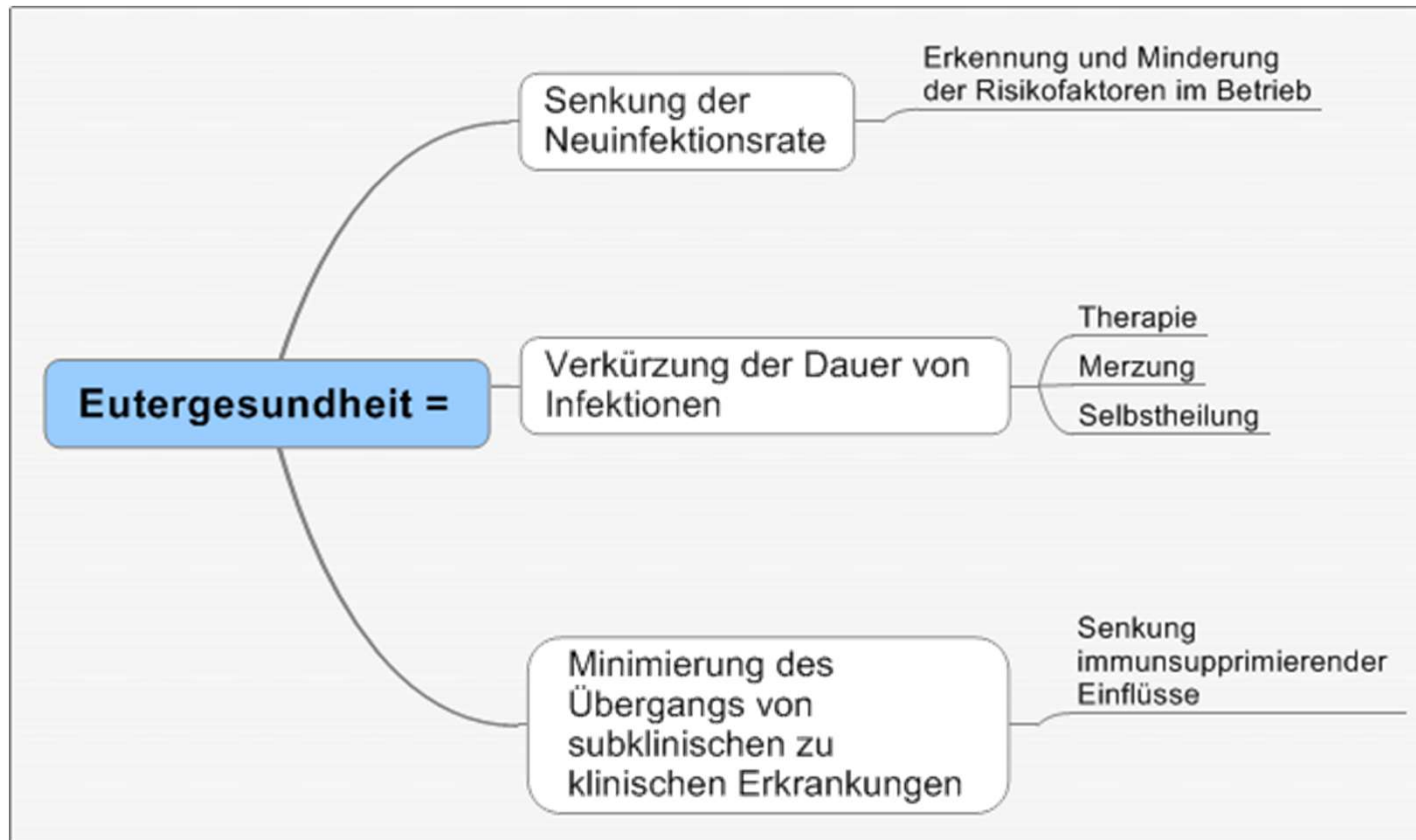 Eutergesundheit =
Senkung der
Neuinfektionsrate
Erkennung und Minderung
der Risikofaktoren im Betrieb
Verkürzung der Dauer von
Infektionen
Therapie
Merzung
Selbstheilung
Minimierung des
Übergangs von
subklinischen zu
klinischen Erkrankungen
Senkung
immunsupprimierender
Einflüsse